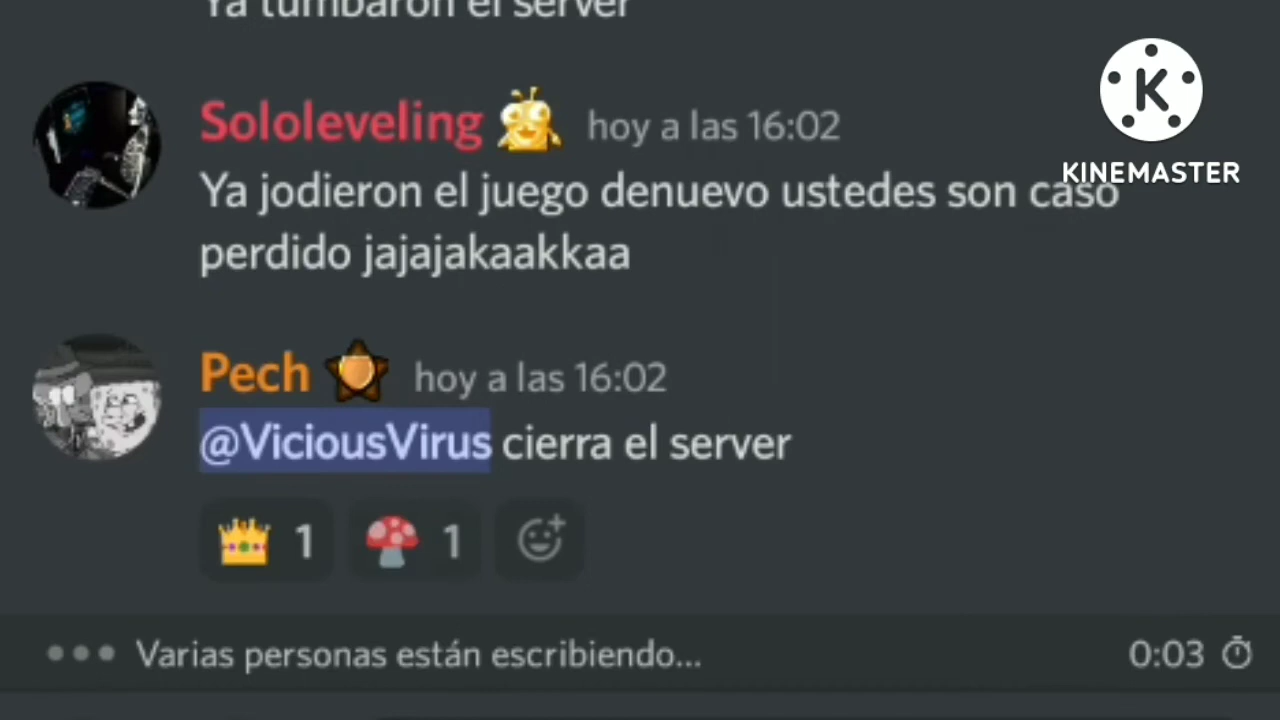 Ya tumbaron el server
Sololeveling hoy a las 16:02
K
KINEMASTER
Ya jodieron el juego denuevo ustedes son caso
perdido jajajakaakkaa
Pech hoy a las 16:02
@ViciousVirus cierra el server
1 1
Varias personas están escribiendo... 0:03